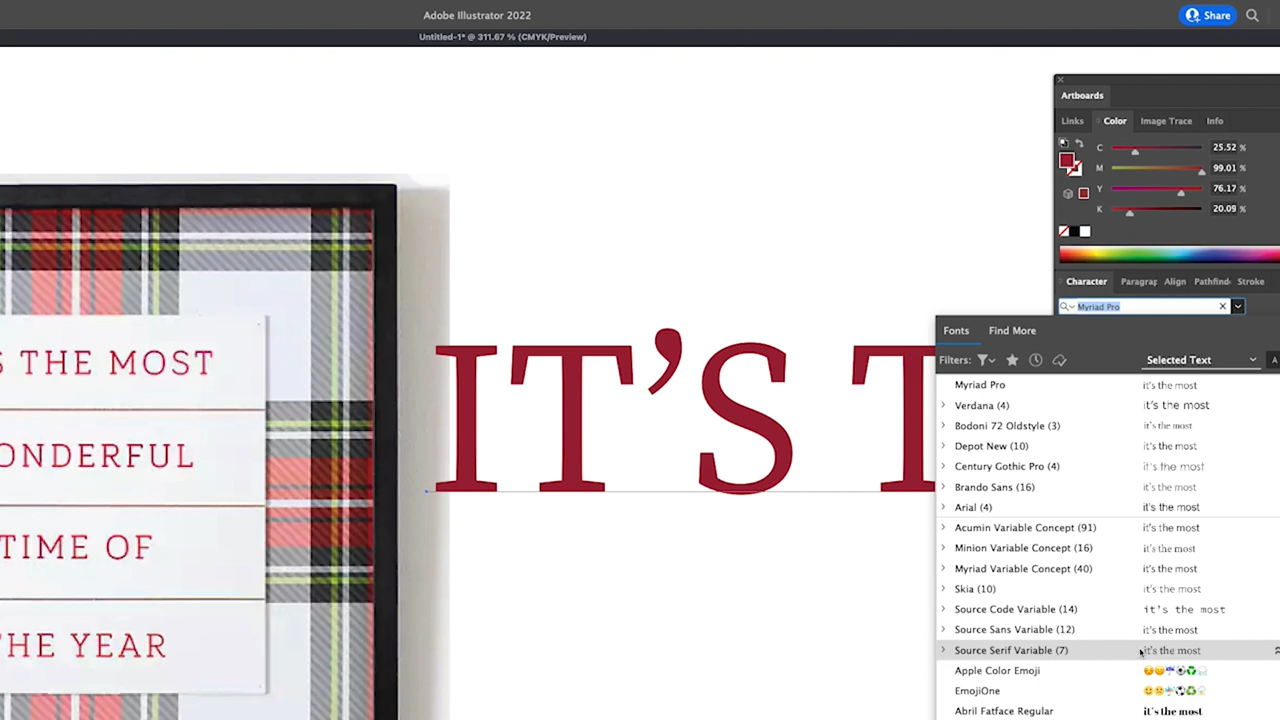 Adobe Illustrator 2022
Share
Untitled-1* @ 311.67 % (CMYK/Preview)
Artboards
Links Color Image Trace Info
C 25.52 %
M 99.01 %
Y 76.17 %
K 20.09 %
Character Paragrap Align Pathfind Stroke
Myriad Pro
Fonts Find More
Filters: Selected Text
Myriad Pro it's the most
Verdana (4) it's the most
Bodoni 72 Oldstyle (3) it's the most
Depot New (10) it's the most
Century Gothic Pro (4) it's the most
Brando Sans (16) it's the most
Arial (4) it's the most
Acumin Variable Concept (91) it's the most
Minion Variable Concept (16) it's the most
Myriad Variable Concept (40) it's the most
Skia (10) it's the most
Source Code Variable (14) it's the most
Source Sans Variable (12) it's the most
Source Serif Variable (7) it's the most
Apple Color Emoji
EmojiOne
Abril Fatface Regular it's the most
IT'S T
S THE MOST
ONDERFUL
TIME OF
HE YEAR